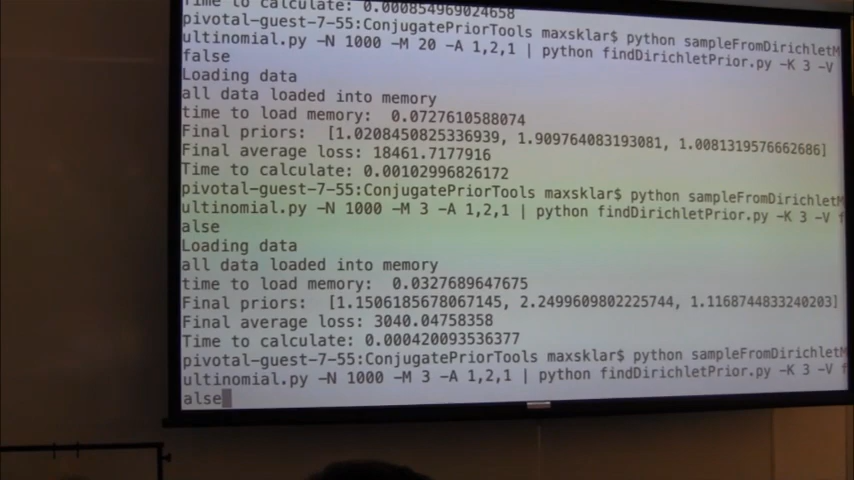 Time to calculate: 0.000854969024658
pivotal-guest-7-55:ConjugatePriorTools maxsklar$ python sampleFromDirichletM
ultinomial.py -N 1000 -M 20 -A 1,2,1 | python findDirichletPrior.py -K 3 -V
false
Loading data
all data loaded into memory
time to load memory:  0.0727610588074
Final priors:  [1.0208450825336939, 1.909764083193081, 1.0081319576662686]
Final average loss: 18461.7177916
Time to calculate: 0.00102996826172
pivotal-guest-7-55:ConjugatePriorTools maxsklar$ python sampleFromDirichletM
ultinomial.py -N 1000 -M 3 -A 1,2,1 | python findDirichletPrior.py -K 3 -V f
alse
Loading data
all data loaded into memory
time to load memory:  0.0327689647675
Final priors:  [1.1506185678067145, 2.2499609802225744, 1.1168744833240203]
Final average loss: 3040.04758358
Time to calculate: 0.000420093536377
pivotal-guest-7-55:ConjugatePriorTools maxsklar$ python sampleFromDirichletM
ultinomial.py -N 1000 -M 3 -A 1,2,1 | python findDirichletPrior.py -K 3 -V f
alse